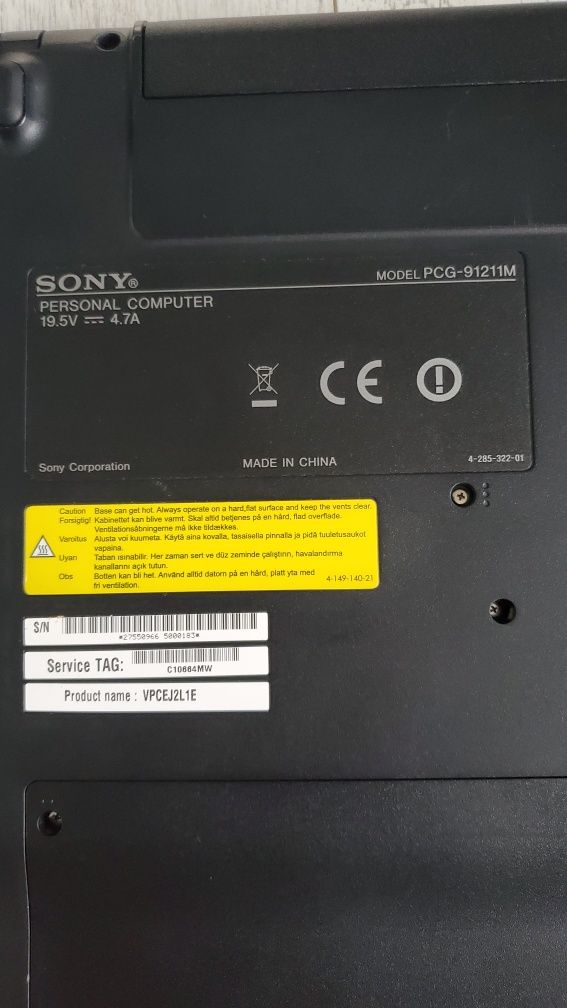 SONY®
MODEL PCG-91211M
PERSONAL COMPUTER
19.5V ⎓ 4.7A
CE
Sony Corporation
MADE IN CHINA
4-285-322-01
Caution Base can get hot. Always operate on a hard,flat surface and keep the vents clear.
Forsigtig! Kabinettet kan blive varmt. Skal altid betjenes på en hård, flad overflade.
Ventilationsåbningerne må ikke tildækkes.
Varoitus Alusta voi kuumeta. Käytä aina kovalla, tasaisella pinnalla ja pidä tuuletusaukot
vapaina.
Uyarı Taban ısınabilir. Her zaman sert ve düz zeminde çalıştırın, havalandırma
kanallarını açık tutun.
Obs Botten kan bli het. Använd alltid datorn på en hård, platt yta med
fri ventilation.
4-149-140-21
S/N
*27550966 5000183*
Service TAG:
C10664MW
Product name : VPCEJ2L1E